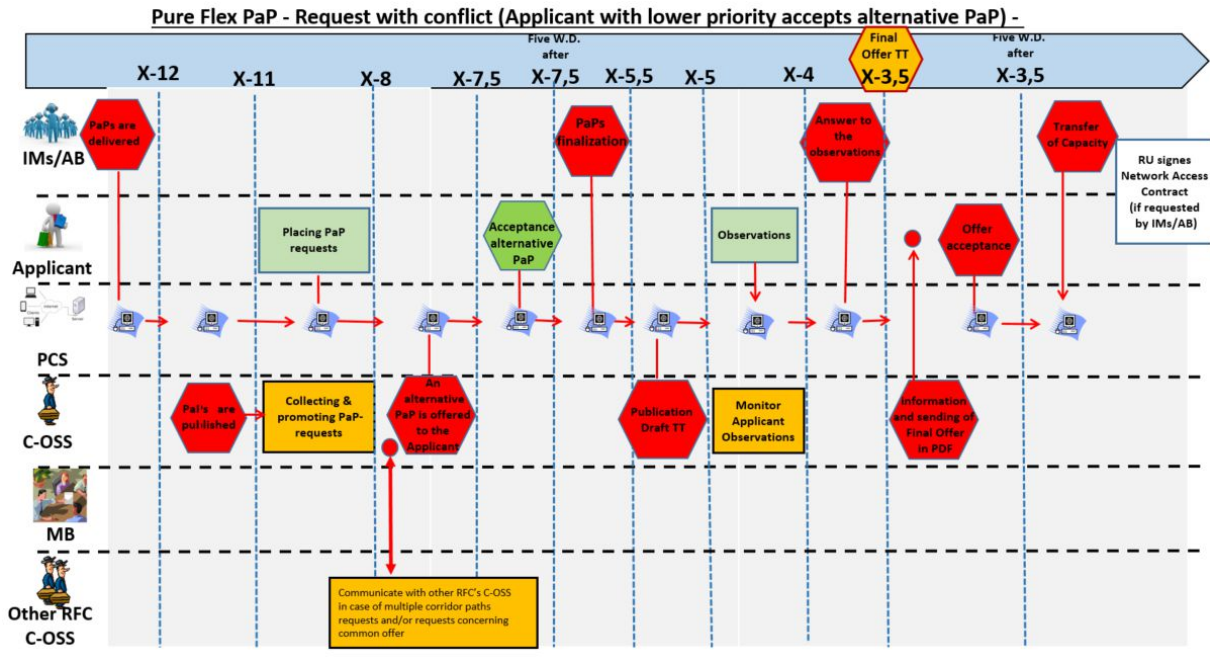 Pure Flex PaP - Request with conflict (Applicant with lower priority accepts alternative PaP) -
X-12
X-11
X-8
X-7,5
Five W.D.
after
X-7,5
X-5,5
X-5
X-4
Final
Offer TT
X-3,5
Five W.D.
after
X-3,5
IMs/AB
PaPs are
delivered
PaPs
finalization
Answer to
the
observations
Transfer
of Capacity
RU signes
Network Access
Contract
(if requested
by IMs/AB)
Applicant
Placing PaP
requests
Acceptance
alternative
PaP
Observations
Offer
acceptance
PCS
C-OSS
are
published
Collecting &
promoting PaP-
requests
An
alternative
PaP is offered
to the
Applicant
Publication
Draft TT
Monitor
Applicant
Observations
Information
and sending of
Final Offer
in PDF
MB
Other RFC
C-OSS
Communicate with other RFC's C-OSS
in case of multiple corridor paths
requests and/or requests concerning
common offer